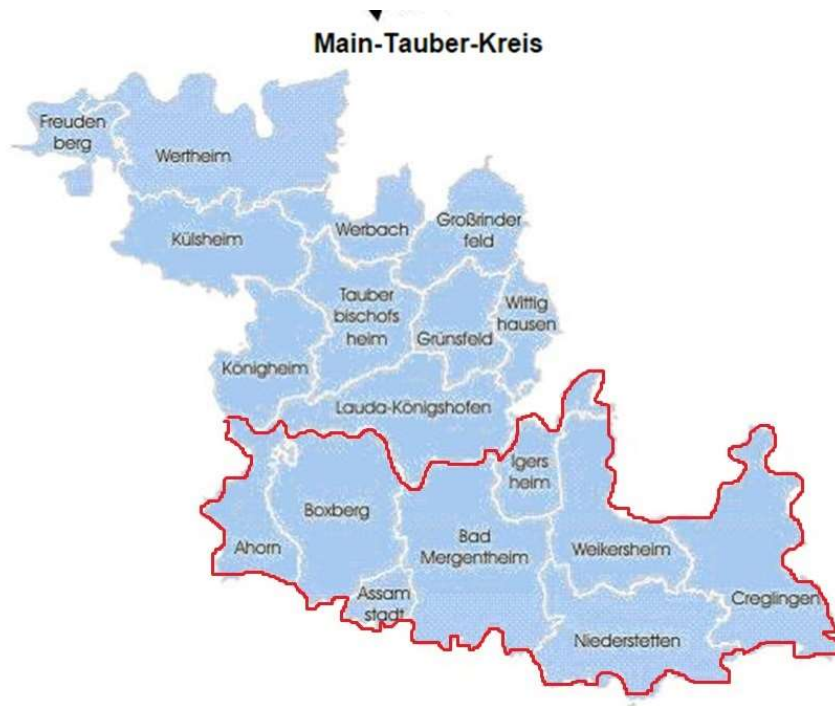 Main-Tauber-Kreis
Freuden
berg
Wertheim
Külsheim
Werbach
Großrinder
feld
Tauber
bischofs
heim
Grünsfeld
Wittig
hausen
Königheim
Lauda-Königshofen
Igers
heim
Boxberg
Ahorn
Bad
Mergentheim
Weikersheim
Assam
stadt
Creglingen
Niederstetten